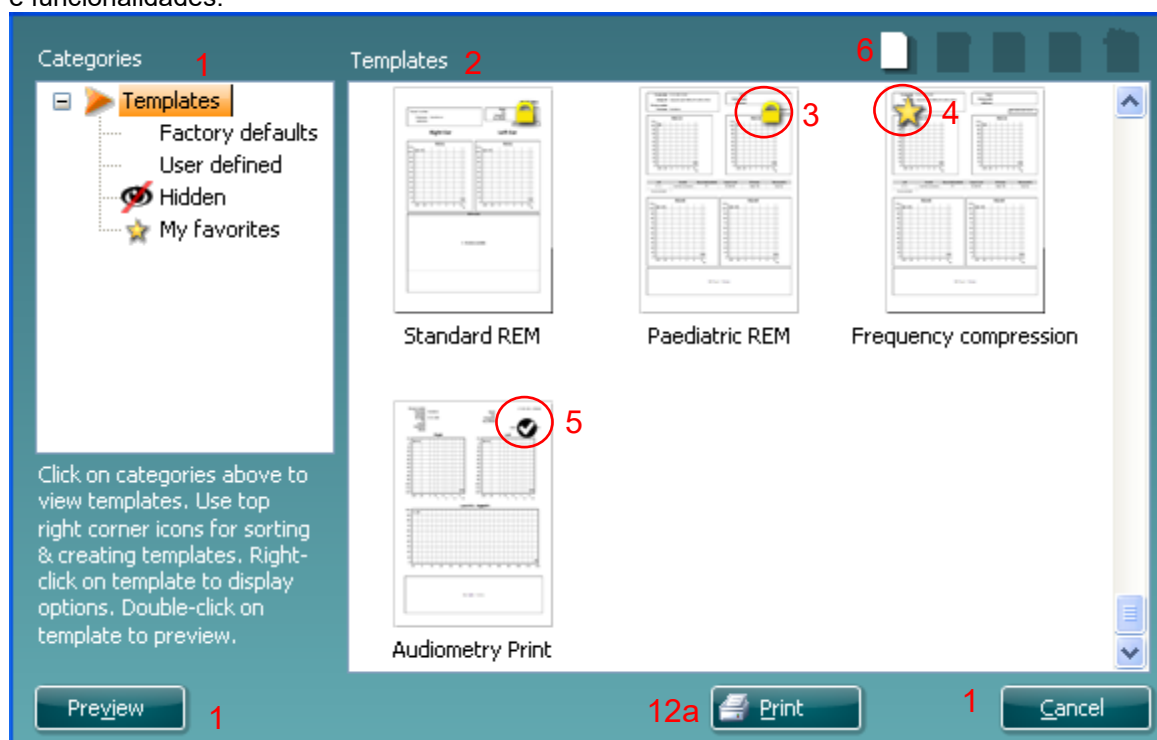 e funcionalidades.
Categories 1
Templates 2
6
Templates
Factory defaults
User defined
Hidden
My favorites
3
4
Standard REM
Paediatric REM
Frequency compression
5
Audiometry Print
Click on categories above to
view templates. Use top
right corner icons for sorting
& creating templates. Right-
click on template to display
options. Double-click on
template to preview.
Preview 1
12a Print
1 Cancel